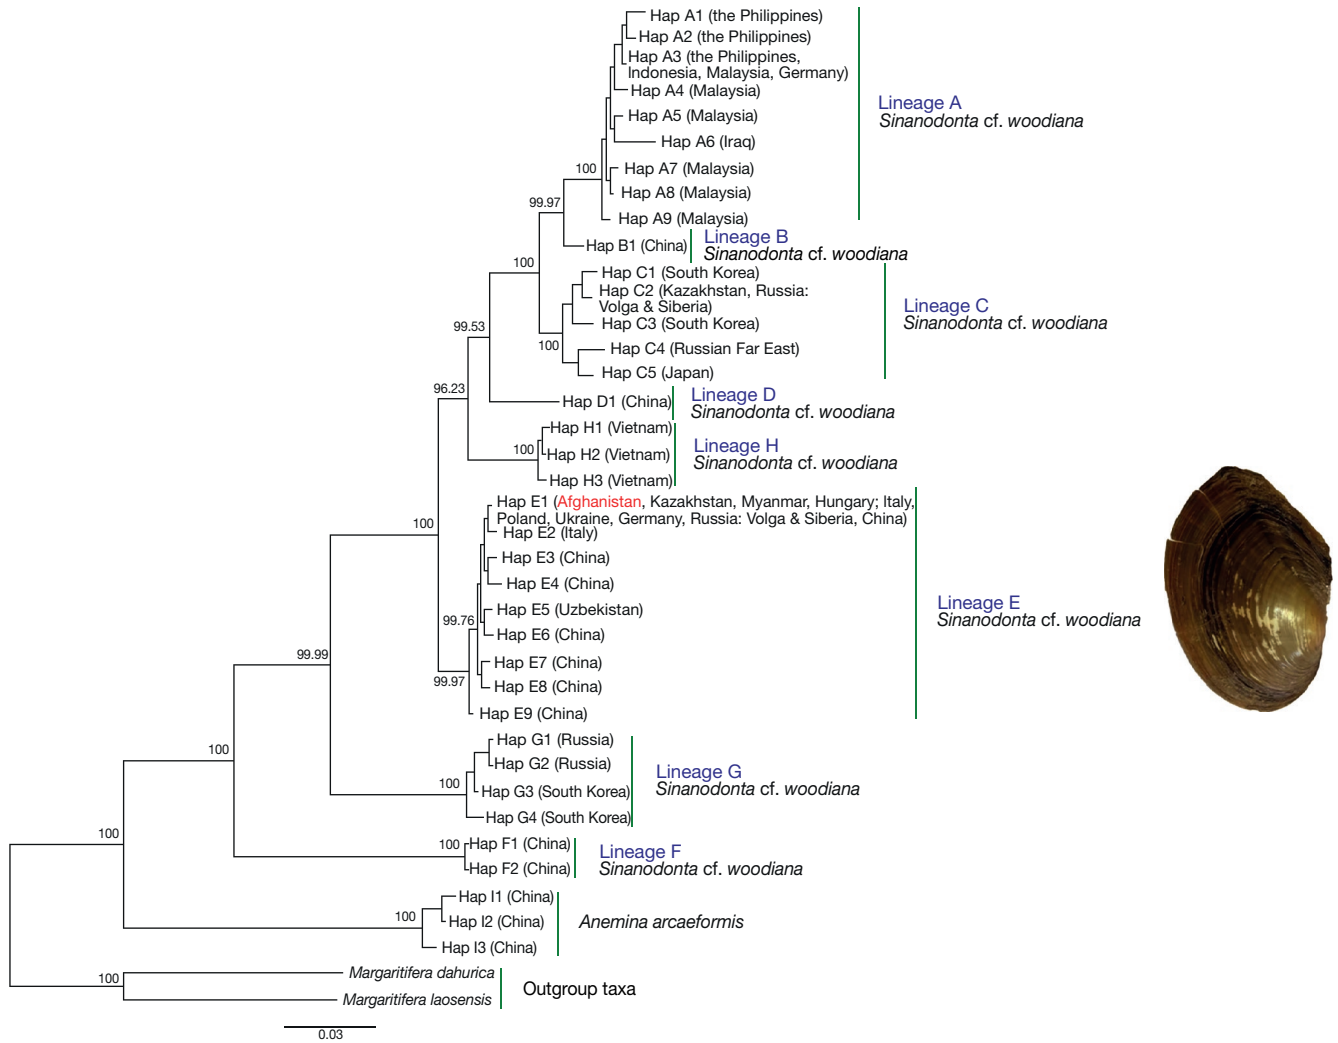 Hap A1 (the Philippines)
Hap A2 (the Philippines)
Hap A3 (the Philippines,
Indonesia, Malaysia, Germany)
Hap A4 (Malaysia)
Hap A5 (Malaysia)
Hap A6 (Iraq)
Hap A7 (Malaysia)
Hap A8 (Malaysia)
Hap A9 (Malaysia)
Lineage A
Sinanodonta cf. woodiana
100
99.97
Hap B1 (China)
Lineage B
Sinanodonta cf. woodiana
100
Hap C1 (South Korea)
Hap C2 (Kazakhstan, Russia:
Volga & Siberia)
Hap C3 (South Korea)
Hap C4 (Russian Far East)
Hap C5 (Japan)
Lineage C
Sinanodonta cf. woodiana
100
99.53
96.23
Hap D1 (China)
Lineage D
Sinanodonta cf. woodiana
Hap H1 (Vietnam)
Hap H2 (Vietnam)
Hap H3 (Vietnam)
Lineage H
Sinanodonta cf. woodiana
100
100
Hap E1 (Afghanistan, Kazakhstan, Myanmar, Hungary; Italy,
Poland, Ukraine, Germany, Russia: Volga & Siberia, China)
Hap E2 (Italy)
Hap E3 (China)
Hap E4 (China)
Hap E5 (Uzbekistan)
Hap E6 (China)
Hap E7 (China)
Hap E8 (China)
Hap E9 (China)
Lineage E
Sinanodonta cf. woodiana
99.76
99.97
99.99
Hap G1 (Russia)
Hap G2 (Russia)
Hap G3 (South Korea)
Hap G4 (South Korea)
Lineage G
Sinanodonta cf. woodiana
100
100
Hap F1 (China)
Hap F2 (China)
Lineage F
Sinanodonta cf. woodiana
100
100
Hap I1 (China)
Hap I2 (China)
Hap I3 (China)
Anemina arcaeformis
100
Margaritifera dahurica
Margaritifera laosensis
Outgroup taxa
100
0.03